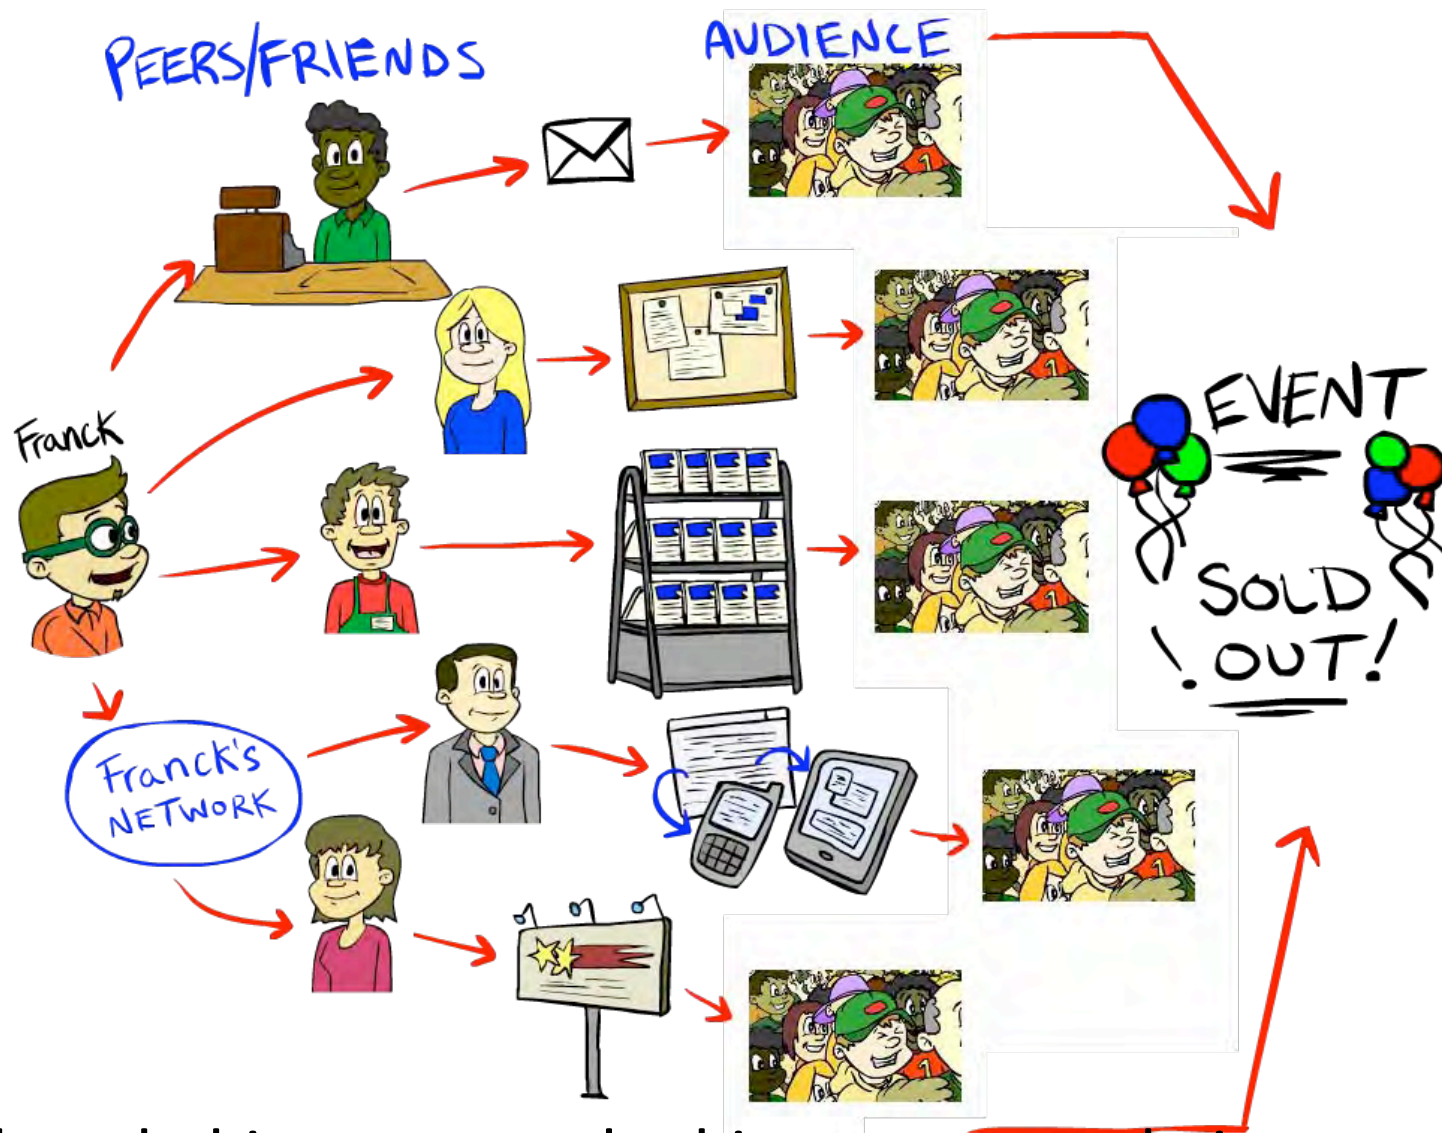 PEERS/FRIENDS
AUDIENCE
Franck
EVENT
SOLD
! OUT!
Franck's
NETWORK